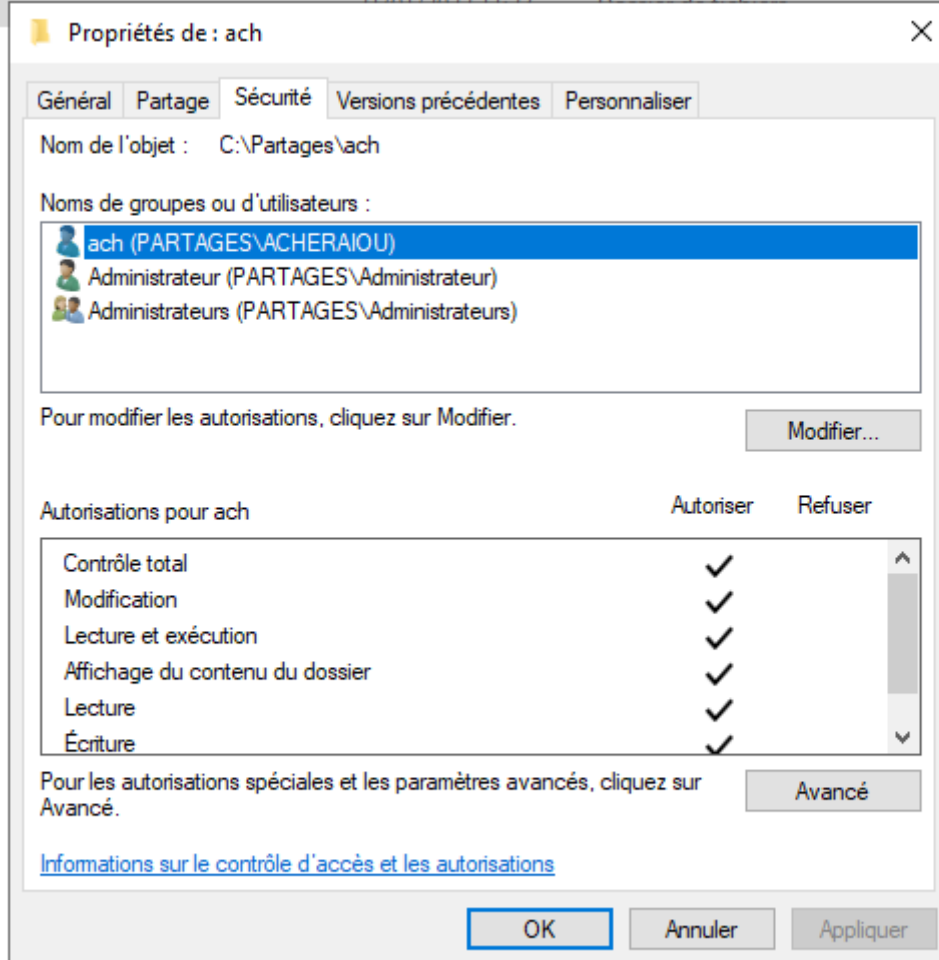 Propriétés de : ach
Général Partage Sécurité Versions précédentes Personnaliser
Nom de l'objet : C:\Partages\ach
Noms de groupes ou d'utilisateurs :
ach (PARTAGES\ACHERAIOU)
Administrateur (PARTAGES\Administrateur)
Administrateurs (PARTAGES\Administrateurs)
Pour modifier les autorisations, cliquez sur Modifier.
Modifier...
Autorisations pour ach Autoriser Refuser
Contrôle total
Modification
Lecture et exécution
Affichage du contenu du dossier
Lecture
Écriture
Pour les autorisations spéciales et les paramètres avancés, cliquez sur
Avancé.
Avancé
Informations sur le contrôle d'accès et les autorisations
OK Annuler Appliquer